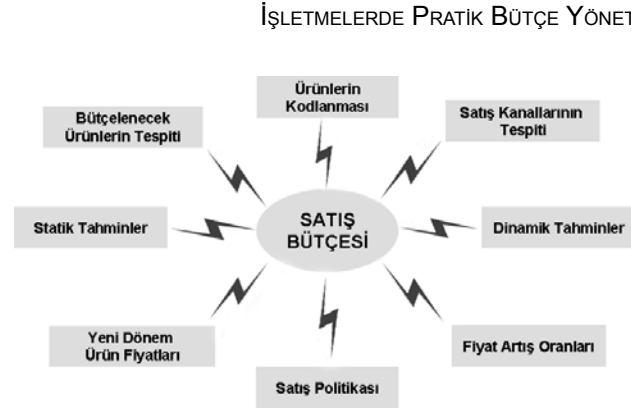 İŞLETMELERDE PRATİK BÜTÇE YÖNET
Ürünlerin
Kodlanması
Bütçelenecek
Ürünlerin Tespiti
Satış Kanallarının
Tespiti
Statik Tahminler
SATIŞ
BÜTÇESİ
Dinamik Tahminler
Yeni Dönem
Ürün Fiyatları
Fiyat Artış Oranları
Satış Politikası